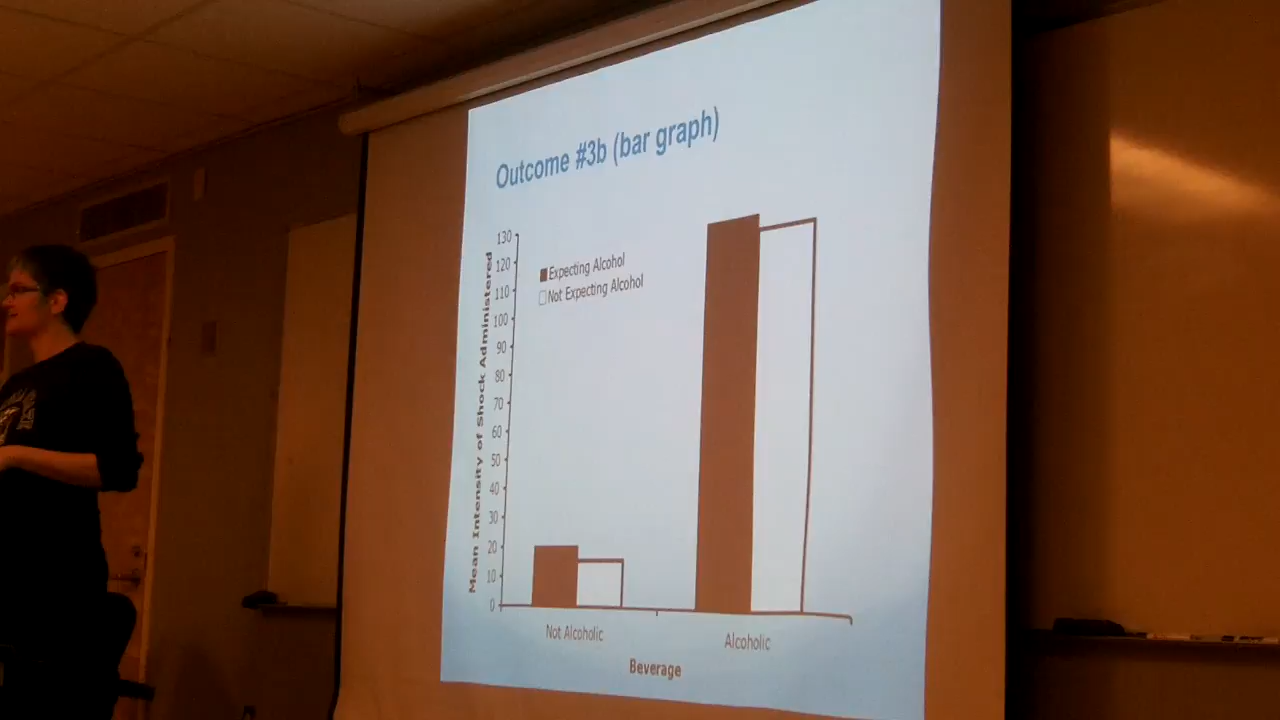 Outcome #3b (bar graph)
Mean Intensity of Shock Administered
130
120
110
100
90
80
70
60
50
40
30
20
10
0
Expecting Alcohol
Not Expecting Alcohol
Not Alcoholic
Alcoholic
Beverage